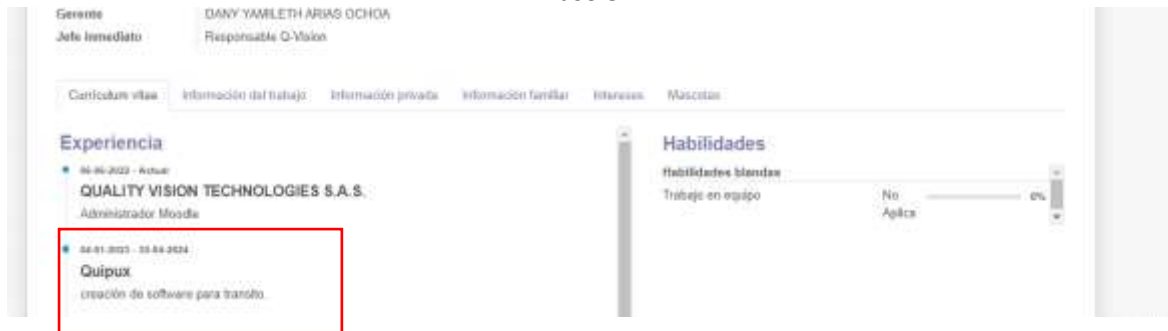 Gerente DANY YAMILETH ARIAS OCHOA
Jefe Inmediato Responsable Q-Vision
Curriculum vitae Información del trabajo Información privada Información familiar Intereses Mascotas
Experiencia
- Actual
QUALITY VISION TECHNOLOGIES S.A.S.
Administrador Moodle
Quipux
creación de software para transito.
Habilidades
Habilidades blandas
Trabajo en equipo No Aplica 0%